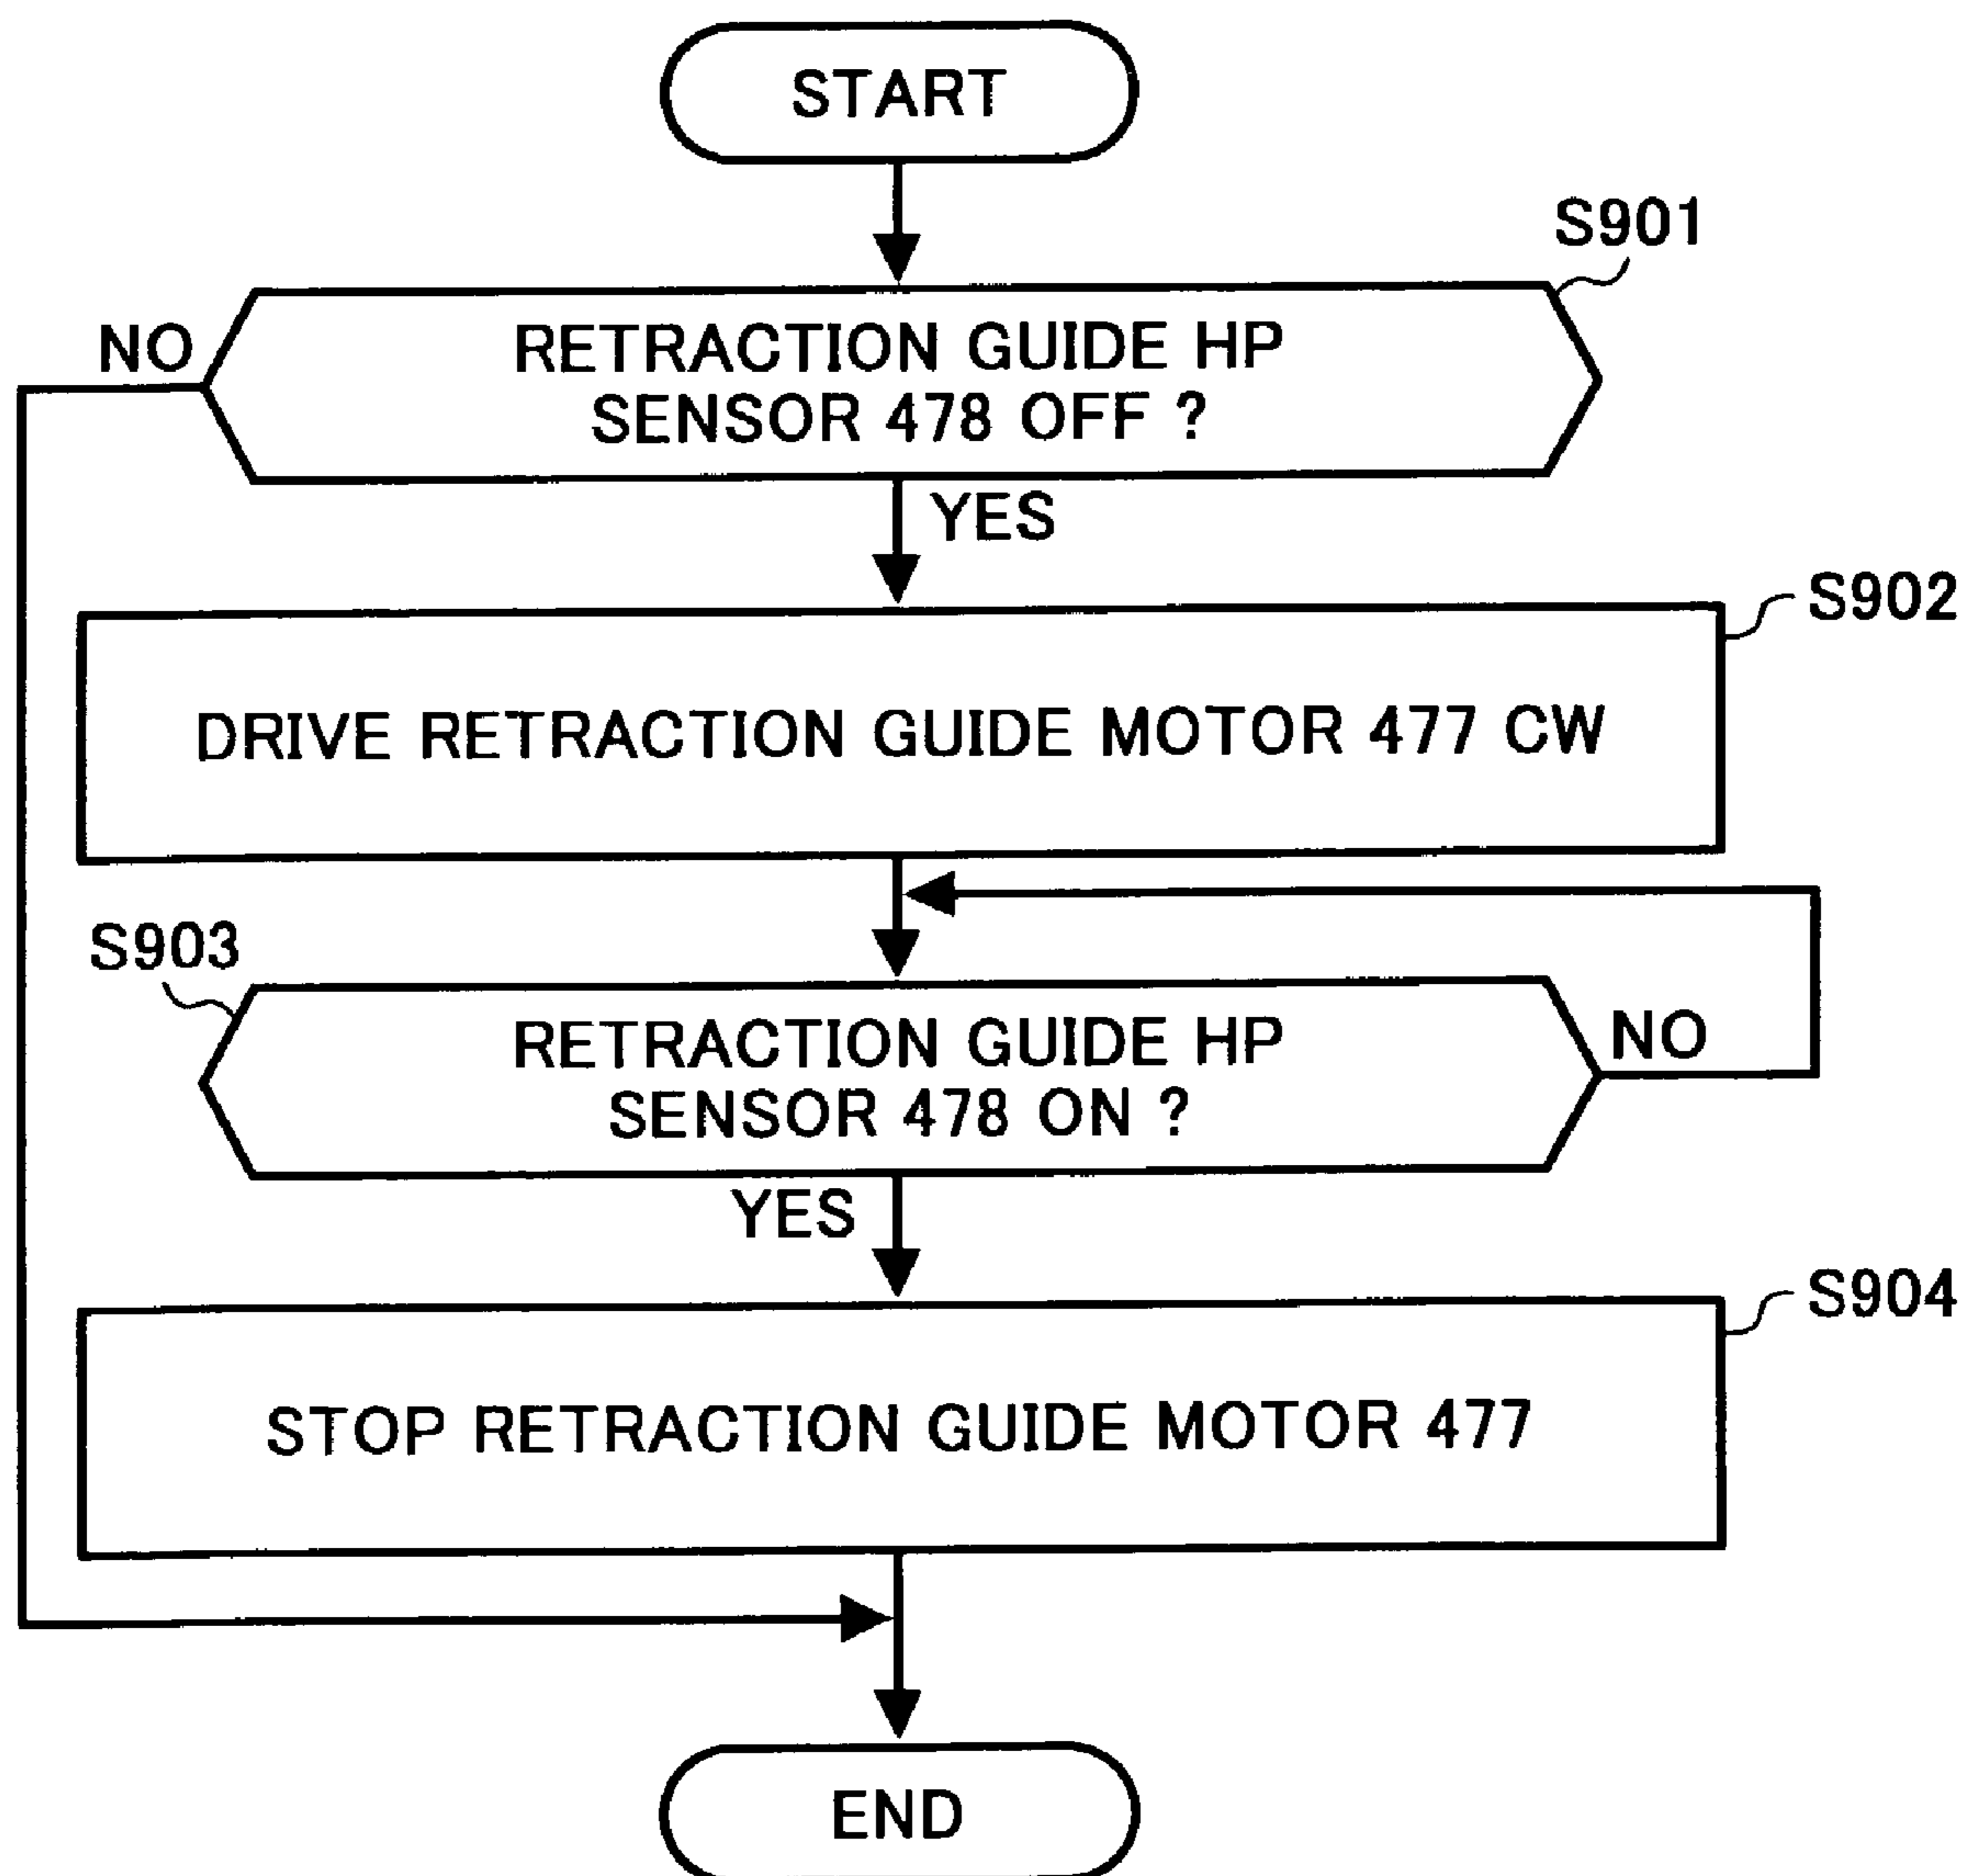 START
S901
NO
RETRACTION GUIDE HP
SENSOR 478 OFF ?
YES
S902
DRIVE RETRACTION GUIDE MOTOR 477 CW
S903
RETRACTION GUIDE HP
SENSOR 478 ON ?
NO
YES
S904
STOP RETRACTION GUIDE MOTOR 477
END